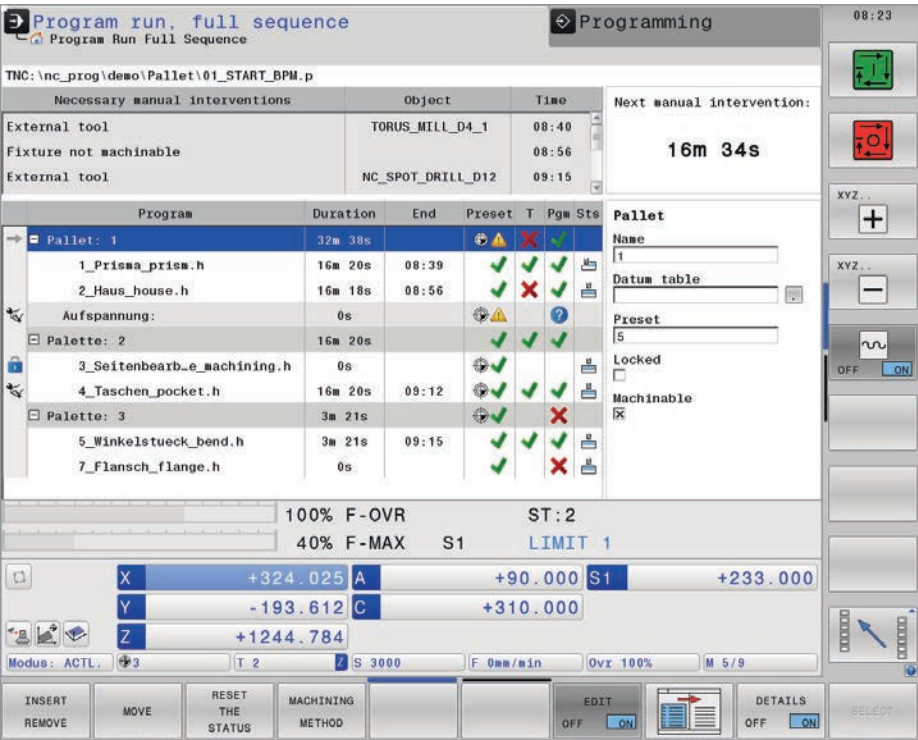 Program run, full sequence
Program Run Full Sequence
Programming
08:23
TNC:\nc_prog\demo\Pallet\01_START_BPM.p
Necessary manual interventions Object Time
External tool TORUS_MILL_D4_1 08:40
Fixture not machinable 08:56
External tool NC_SPOT_DRILL_D12 09:15
Next manual intervention:
16m 34s
Program Duration End Preset T Pgm Sts
Pallet: 1 32m 38s
1_Prisma_prism.h 16m 20s 08:39
2_Haus_house.h 16m 18s 08:56
Aufspannung: 0s
Palette: 2 16m 20s
3_Seitenbearb…e_machining.h 0s
4_Taschen_pocket.h 16m 20s 09:12
Palette: 3 3m 21s
5_Winkelstueck_bend.h 3m 21s 09:15
7_Flansch_flange.h 0s
Pallet
Name
1
Datum table
Preset
5
Locked
Machinable
XYZ..
+
XYZ..
−
OFF ON
100% F-OVR ST:2
40% F-MAX S1 LIMIT 1
X +324.025 A +90.000 S1 +233.000
Y -193.612 C +310.000
Z +1244.784
Modus: ACTL. 3 T 2 Z S 3000 F 0mm/min Ovr 100% M 5/9
INSERT
REMOVE
MOVE
RESET
THE
STATUS
MACHINING
METHOD
EDIT
OFF ON
DETAILS
OFF ON
SELECT